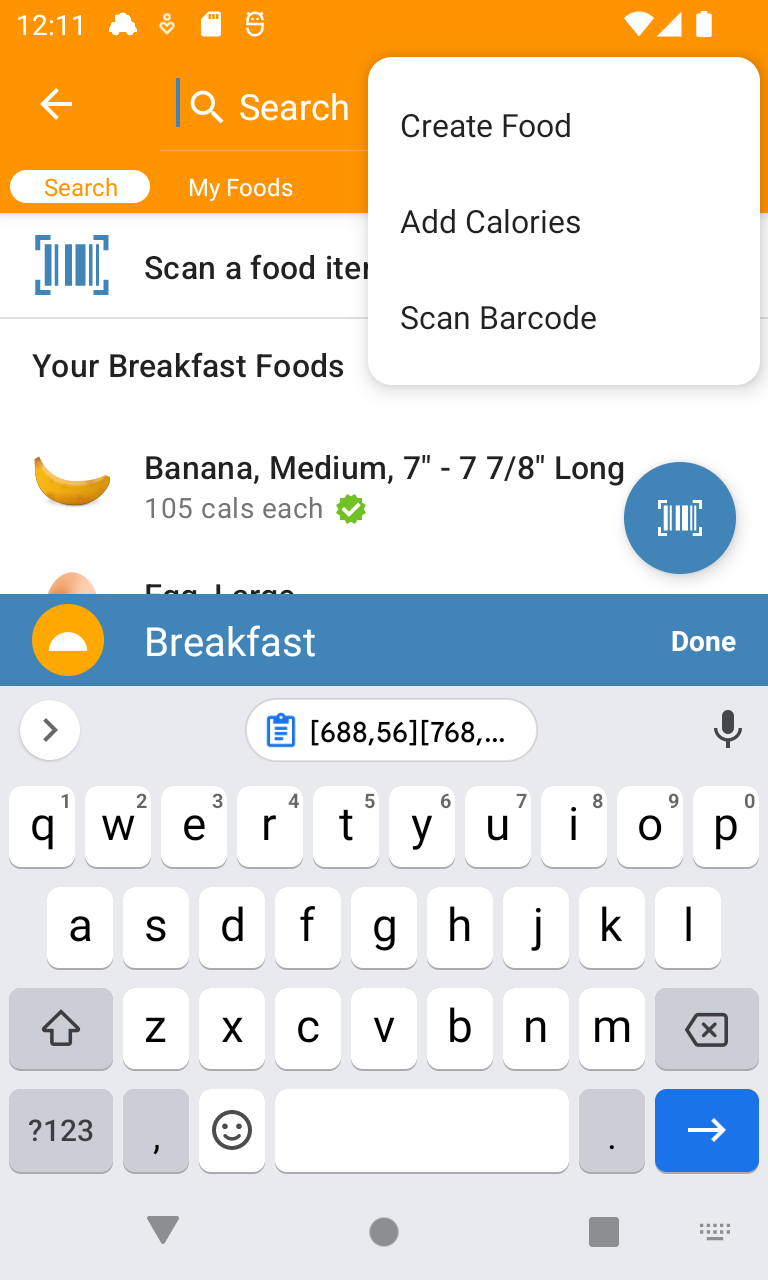 12:11
Search
Create Food
Add Calories
Scan Barcode
Search
My Foods
Scan a food iter
Your Breakfast Foods
Banana, Medium, 7" - 7 7/8" Long
105 cals each
Egg, Large
Breakfast
Done
[688,56][768,...
q 1 w 2 e 3 r 4 t 5 y 6 u 7 i 8 o 9 p 0
a s d f g h j k l
z x c v b n m
?123 , .